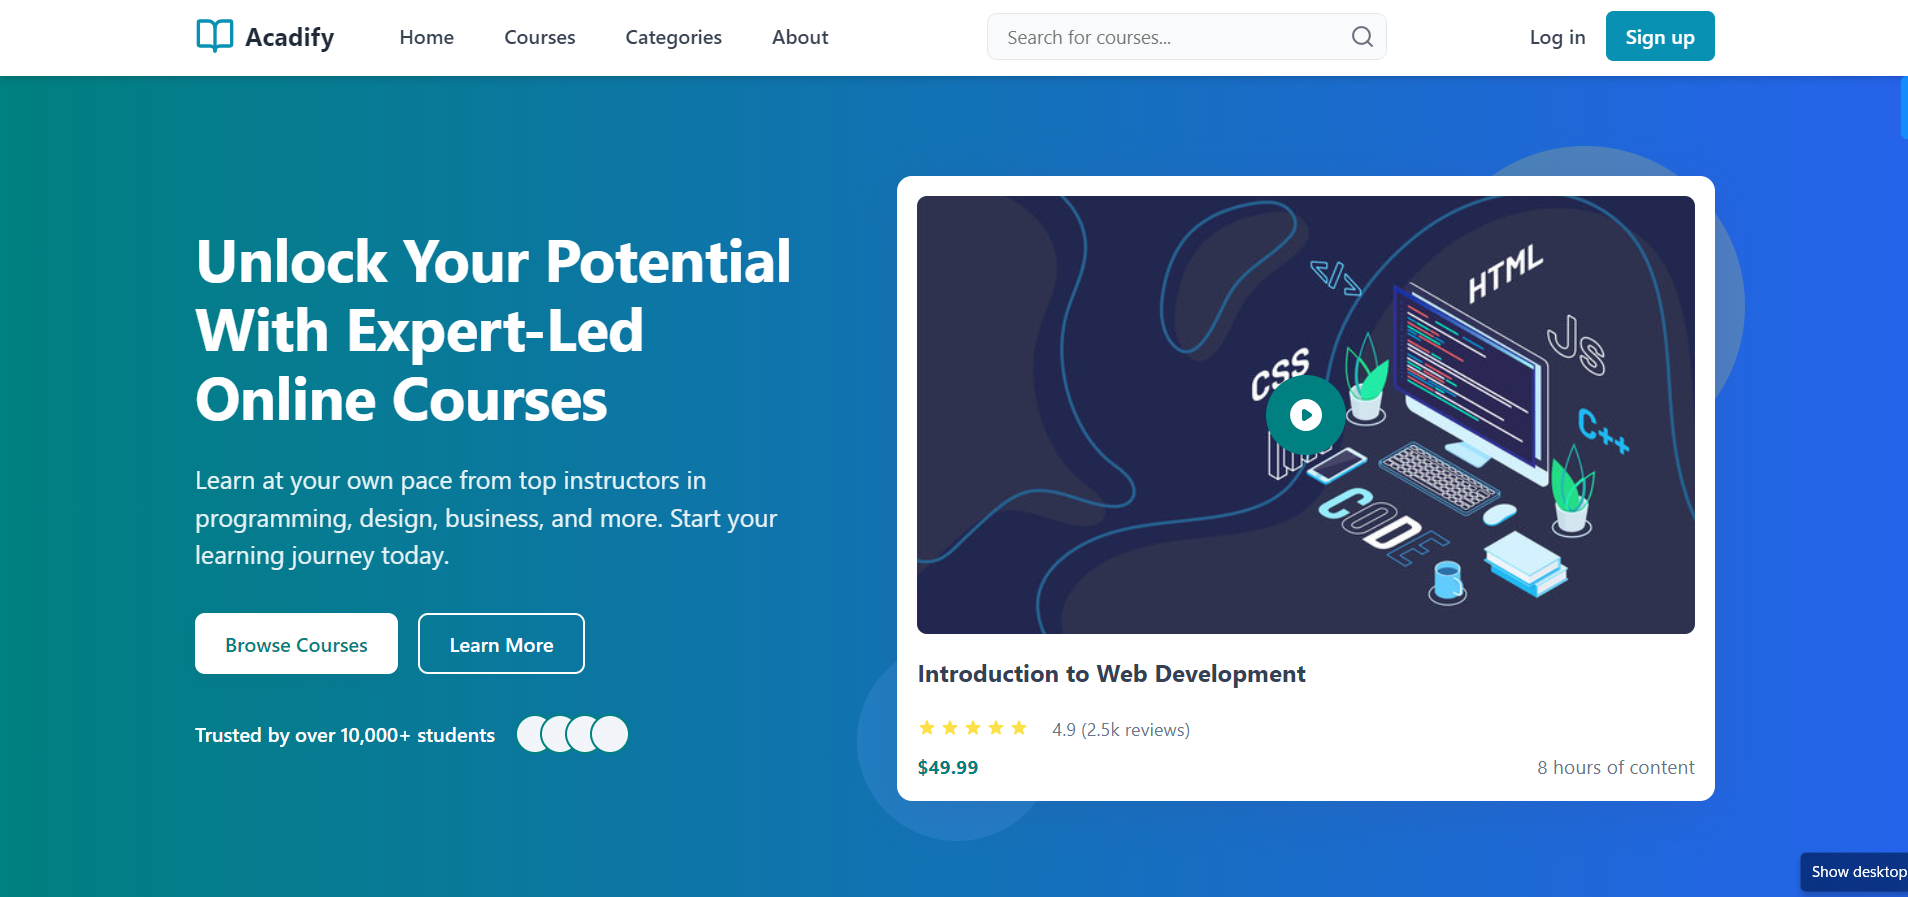 Acadify
Home
Courses
Categories
About
Search for courses...
Log in
Sign up
Unlock Your Potential
With Expert-Led
Online Courses
Learn at your own pace from top instructors in
programming, design, business, and more. Start your
learning journey today.
Browse Courses
Learn More
Trusted by over 10,000+ students
</>
HTML
JS
CSS
C++
CODE
Introduction to Web Development
4.9 (2.5k reviews)
$49.99
8 hours of content
Show desktop